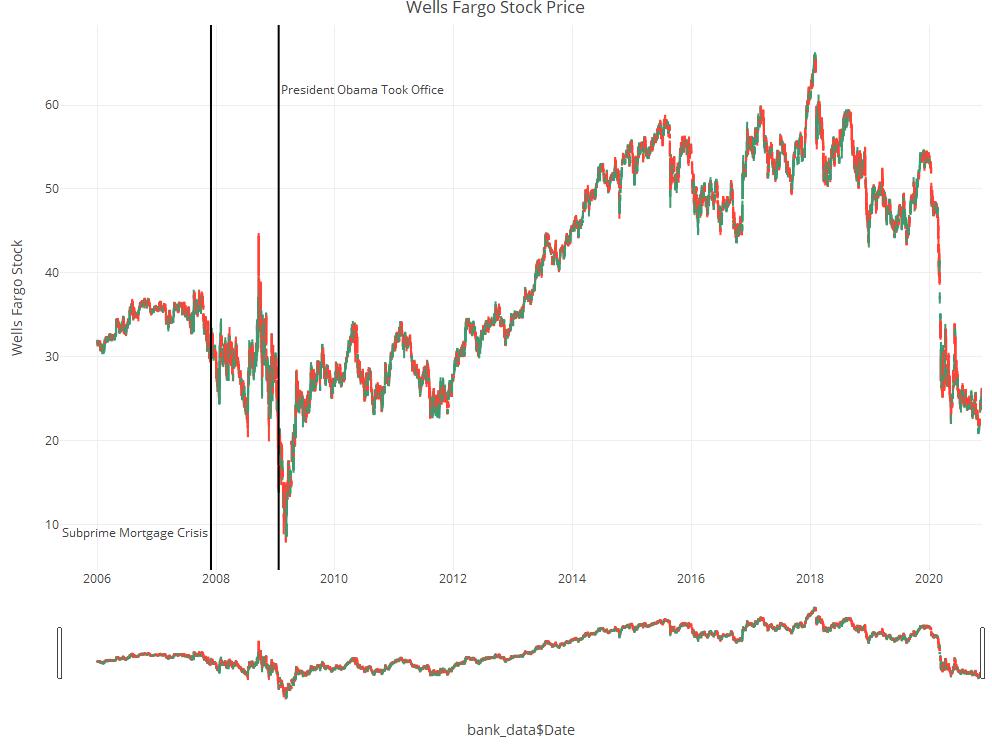 Wells Fargo Stock Price
President Obama Took Office
Wells Fargo Stock
60
50
40
30
20
10
Subprime Mortgage Crisis
2006 2008 2010 2012 2014 2016 2018 2020
bank_data$Date